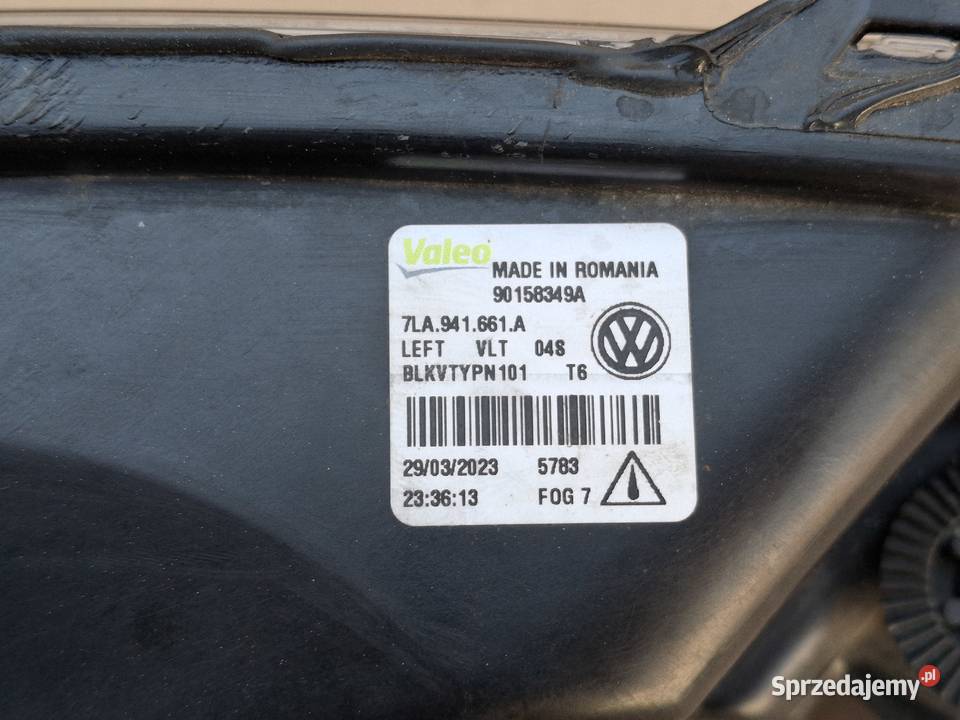 Valeo
MADE IN ROMANIA
90158349A
7LA.941.661.A
LEFT VLT 04S
BLKVTYPN101 T6
29/03/2023 5783
23:36:13 FOG 7
Sprzedajemy.pl